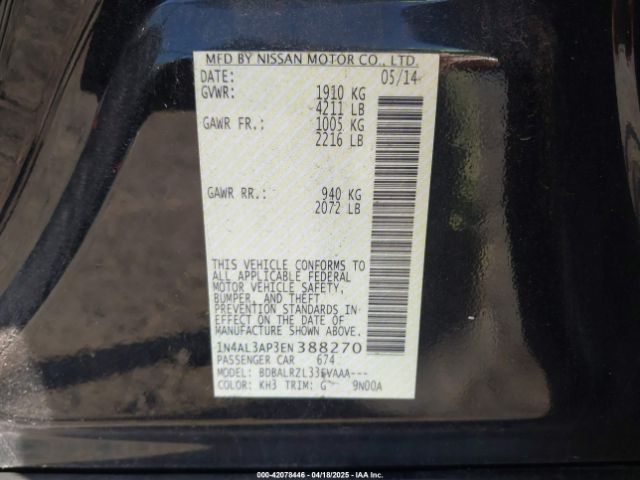 MFD BY NISSAN MOTOR CO., LTD.
DATE: 05/14
GVWR: 1910 KG
4211 LB
GAWR FR.: 1005 KG
2216 LB
GAWR RR.: 940 KG
2072 LB
THIS VEHICLE CONFORMS TO
ALL APPLICABLE FEDERAL
MOTOR VEHICLE SAFETY,
BUMPER, AND THEFT
PREVENTION STANDARDS IN
EFFECT ON THE DATE OF
MANUFACTURE SHOWN ABOVE.
1N4AL3AP3EN388270
PASSENGER CAR 674
MODEL: BDBALRZL33EVAAA---
COLOR: KH3 TRIM: G 9N00A
000-42078446 - 04/18/2025 - IAA Inc.